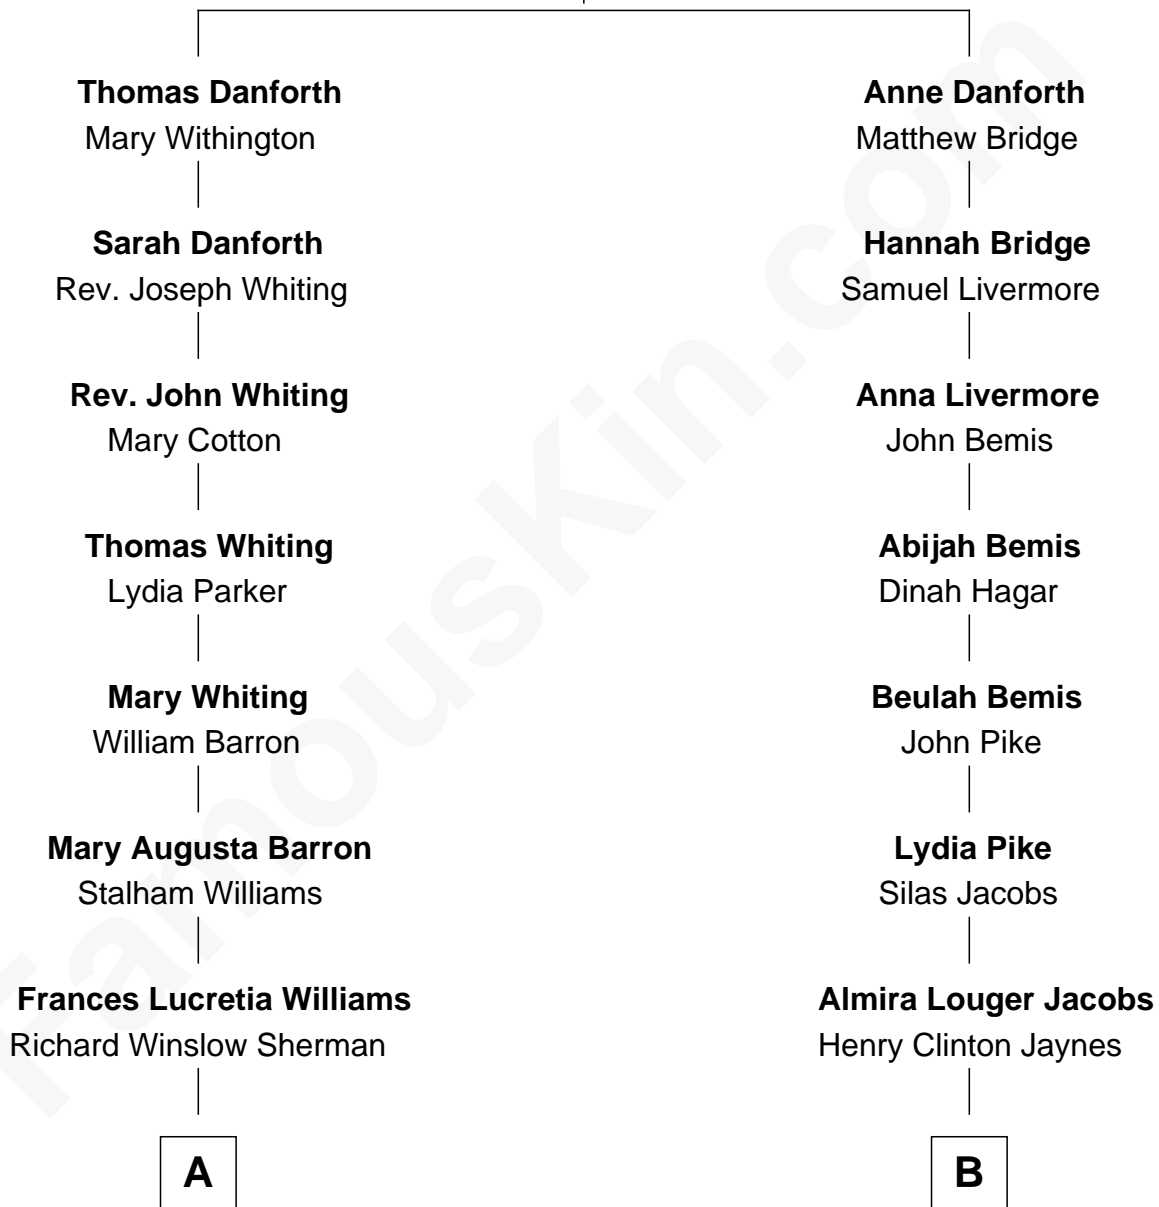 Thomas Danforth
Mary Withington
Anne Danforth
Matthew Bridge
Sarah Danforth
Rev. Joseph Whiting
Hannah Bridge
Samuel Livermore
Rev. John Whiting
Mary Cotton
Anna Livermore
John Bemis
Thomas Whiting
Lydia Parker
Abijah Bemis
Dinah Hagar
Mary Whiting
William Barron
Beulah Bemis
John Pike
Mary Augusta Barron
Stalham Williams
Lydia Pike
Silas Jacobs
Frances Lucretia Williams
Richard Winslow Sherman
Almira Louger Jacobs
Henry Clinton Jaynes
A
B
FamousKin.com